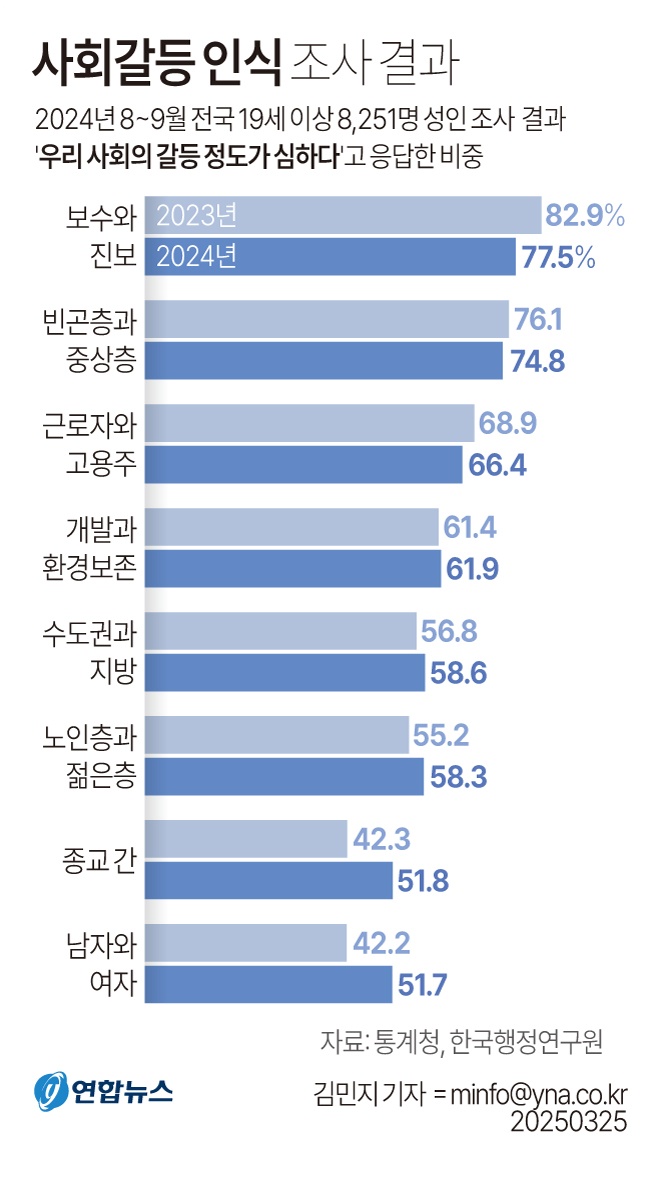 사회갈등 인식 조사 결과
2024년 8~9월 전국 19세 이상 8,251명 성인 조사 결과
'우리 사회의 갈등 정도가 심하다'고 응답한 비중
보수와
진보
2023년
82.9%
2024년
77.5%
빈곤층과
중상층
76.1
74.8
근로자와
고용주
68.9
66.4
개발과
환경보존
61.4
61.9
수도권과
지방
56.8
58.6
노인층과
젊은층
55.2
58.3
종교 간
42.3
51.8
남자와
여자
42.2
51.7
자료: 통계청, 한국행정연구원
연합뉴스
김민지 기자 = minfo@yna.co.kr
20250325